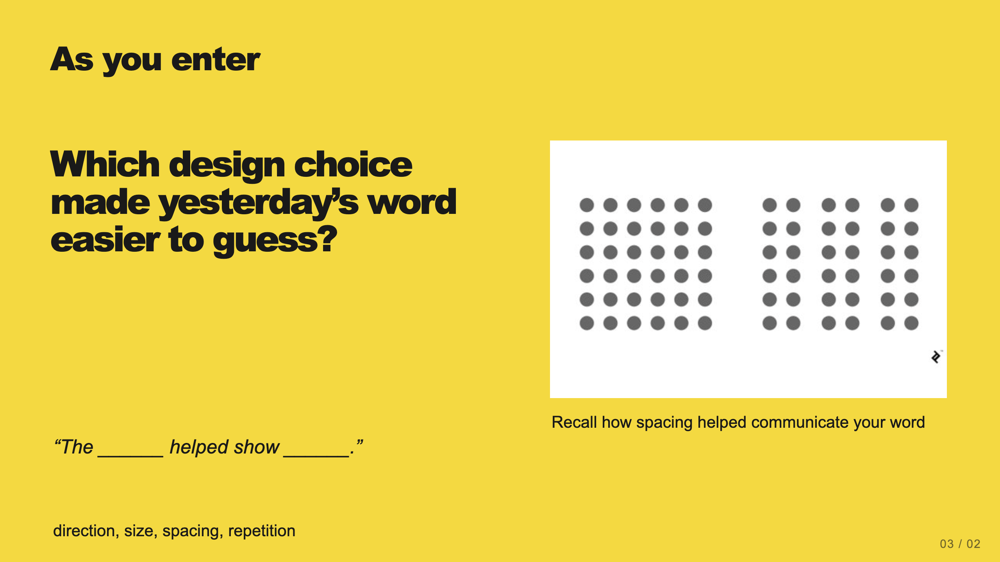 As you enter
Which design choice
made yesterday’s word
easier to guess?
“The ______ helped show ______.”
direction, size, spacing, repetition
Recall how spacing helped communicate your word
03 / 02